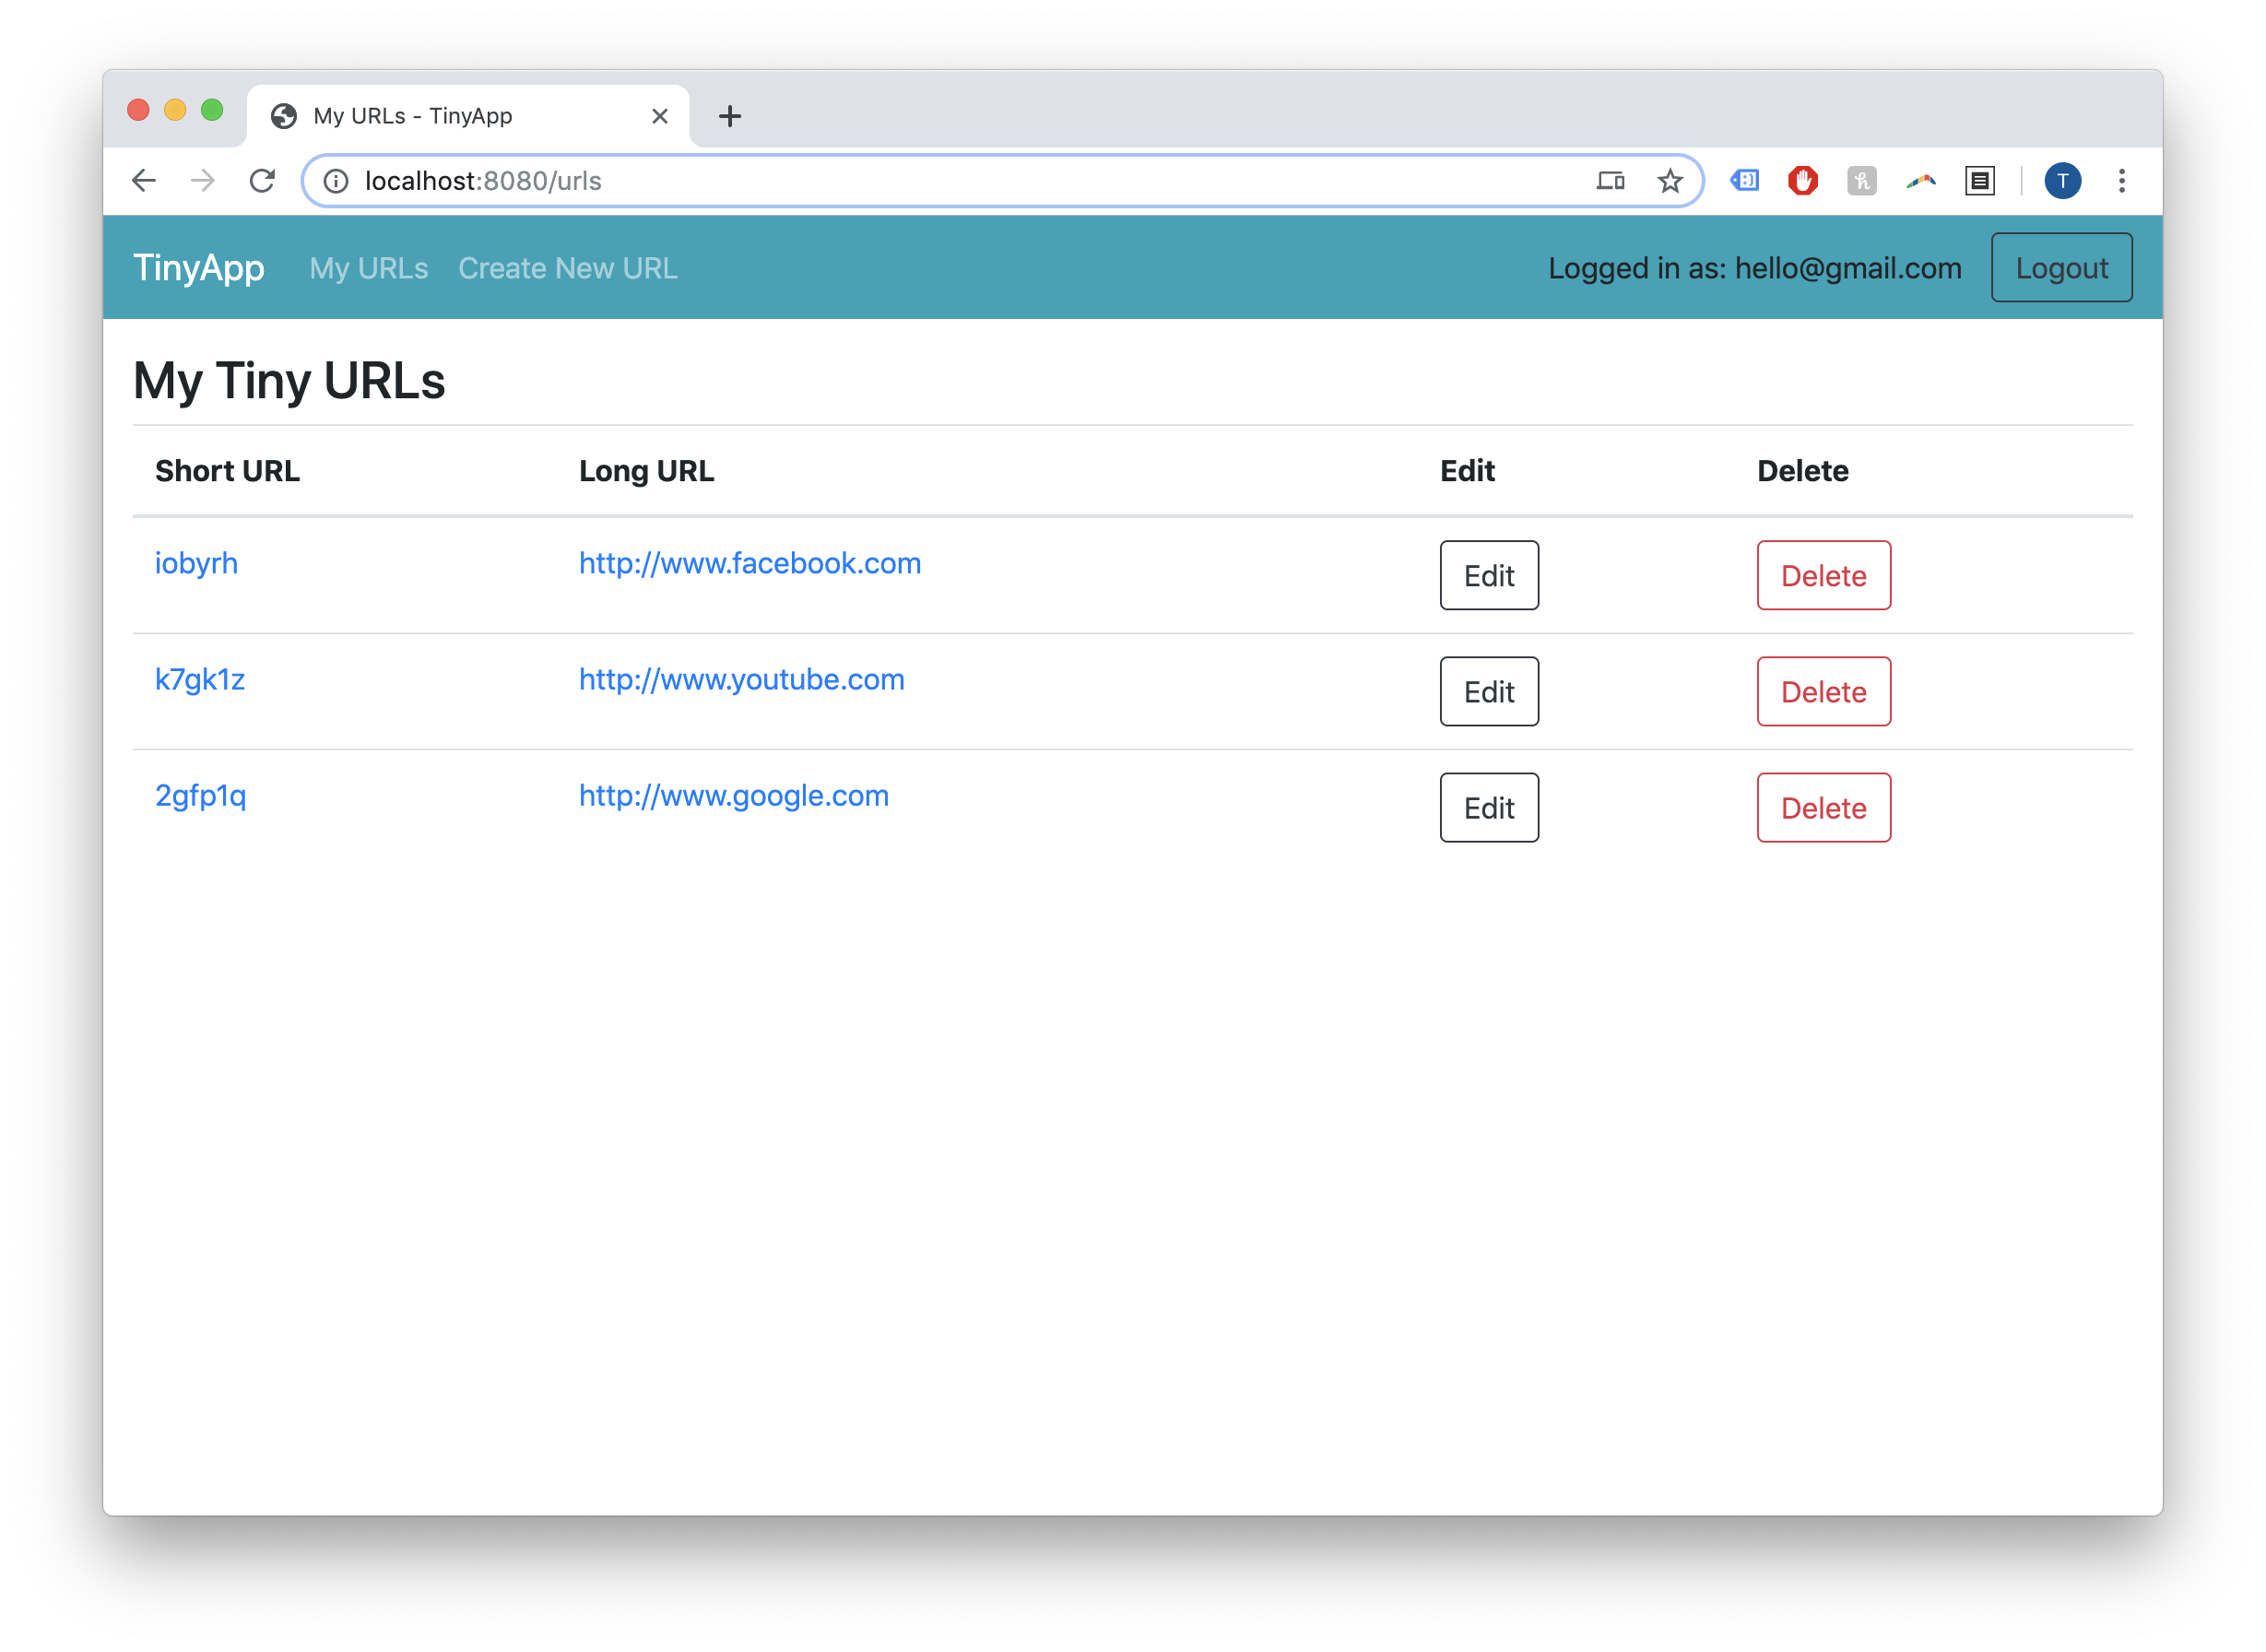 My URLs - TinyApp
localhost:8080/urls
T
TinyApp My URLs Create New URL Logged in as: hello@gmail.com Logout
My Tiny URLs
Short URL Long URL Edit Delete
iobyrh http://www.facebook.com Edit Delete
k7gk1z http://www.youtube.com Edit Delete
2gfp1q http://www.google.com Edit Delete